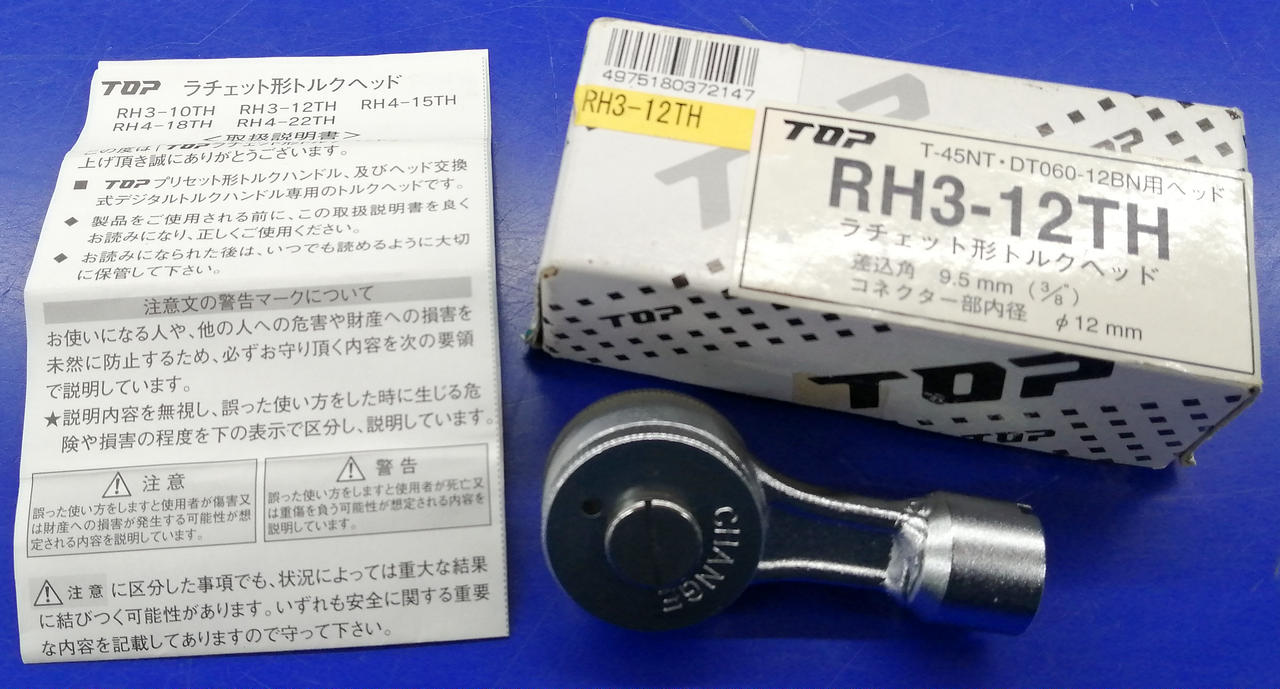 TOP ラチェット形トルクヘッド
RH3-10TH RH3-12TH RH4-15TH
RH4-18TH RH4-22TH
＜取扱説明書＞
この度は「TOP
上げ頂き誠にありがとうございます。
■ TOP プリセット形トルクハンドル、及びヘッド交換
式デジタルトルクハンドル専用のトルクヘッドです。
◆ 製品をご使用される前に、この取扱説明書を良く
お読みになり、正しくご使用ください。
◆ お読みになられた後は、いつでも読めるように大切
に保管して下さい。
注意文の警告マークについて
お使いになる人や、他の人への危害や財産への損害を
未然に防止するため、必ずお守り頂く内容を次の要領
で説明しています。
★説明内容を無視し、誤った使い方をした時に生じる危
険や損害の程度を下の表示で区分し、説明しています。
⚠ 注意
誤った使い方をしますと使用者が傷害又
は財産への損害が発生する可能性が想
定される内容を説明しています。
⚠ 警告
誤った使い方をしますと使用者が死亡又
は重傷を負う可能性が想定される内容を
説明しています。
⚠ 注意 に区分した事項でも、状況によっては重大な結果
に結びつく可能性があります。いずれも安全に関する重要
な内容を記載してありますので守って下さい。
4975180372147
RH3-12TH
TOP
T-45NT・DT060-12BN用ヘッド
RH3-12TH
ラチェット形トルクヘッド
差込角 9.5mm (3/8")
コネクター部内径 φ12mm
TOP
TOP
TOP
CHANGE